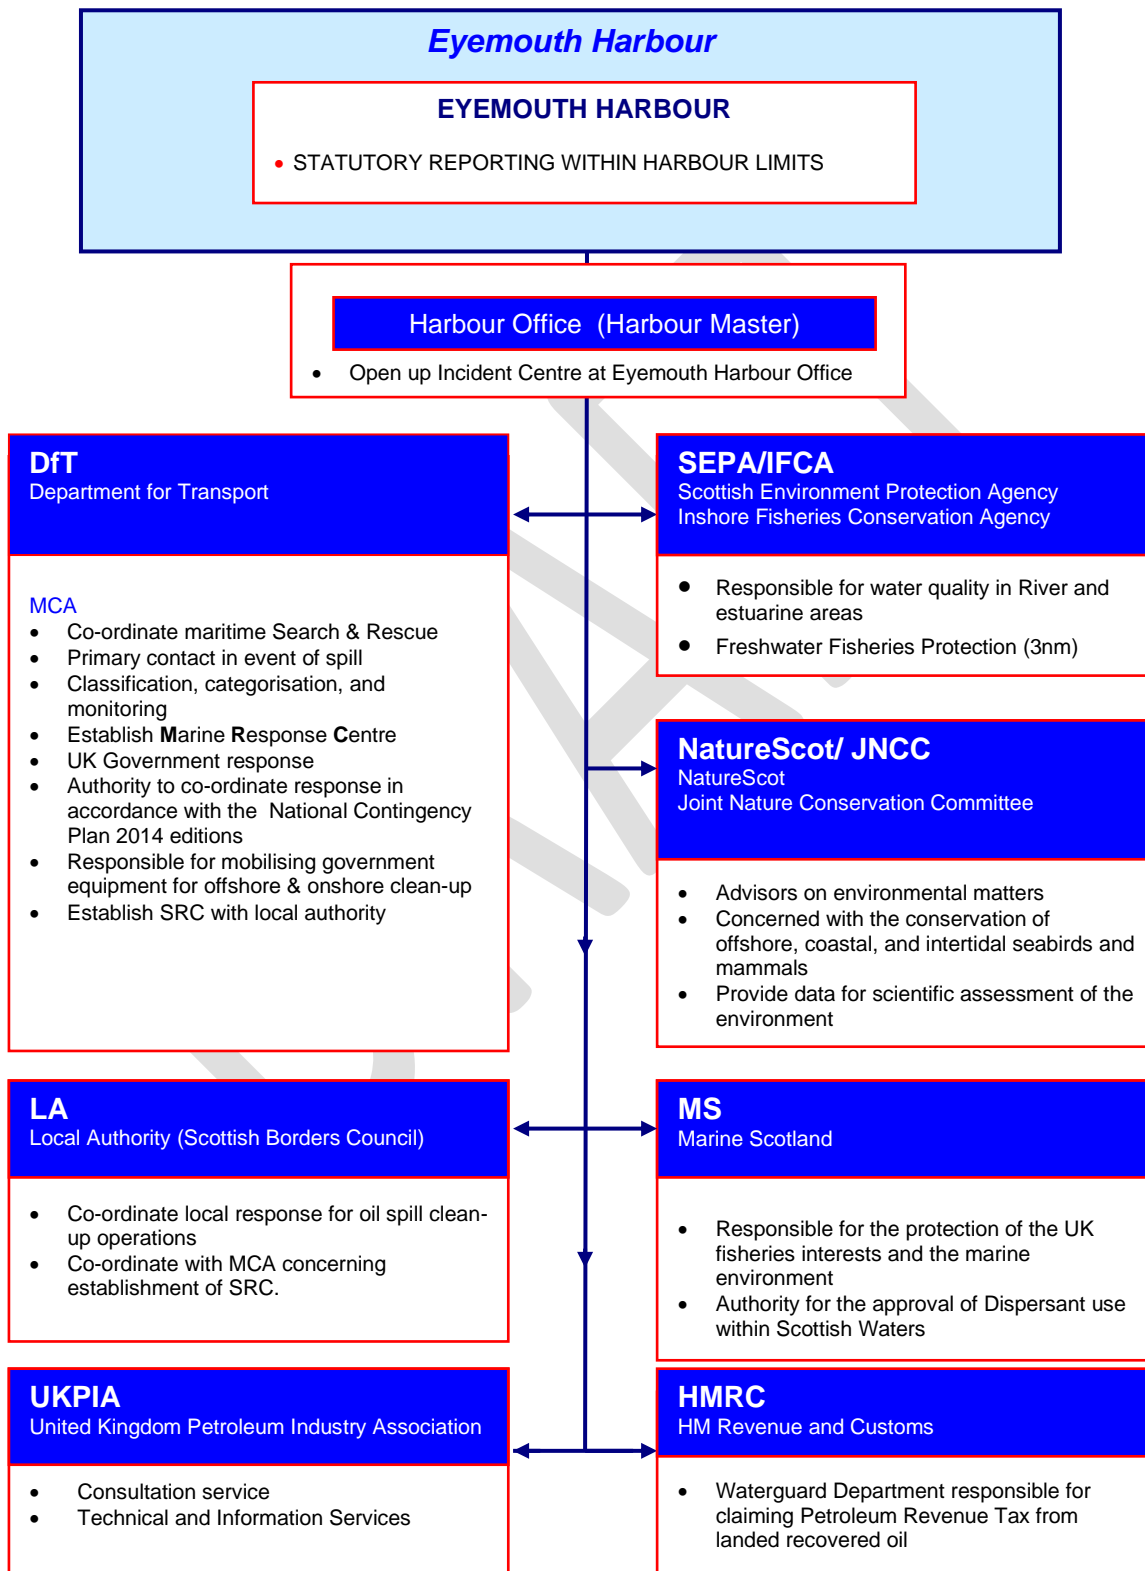 Eyemouth Harbour
EYEMOUTH HARBOUR
• STATUTORY REPORTING WITHIN HARBOUR LIMITS
Harbour Office (Harbour Master)
• Open up Incident Centre at Eyemouth Harbour Office
DfT
Department for Transport
MCA
• Co-ordinate maritime Search & Rescue
• Primary contact in event of spill
• Classification, categorisation, and
monitoring
• Establish Marine Response Centre
• UK Government response
• Authority to co-ordinate response in
accordance with the National Contingency
Plan 2014 editions
• Responsible for mobilising government
equipment for offshore & onshore clean-up
• Establish SRC with local authority
SEPA/IFCA
Scottish Environment Protection Agency
Inshore Fisheries Conservation Agency
• Responsible for water quality in River and
estuarine areas
• Freshwater Fisheries Protection (3nm)
NatureScot/ JNCC
NatureScot
Joint Nature Conservation Committee
• Advisors on environmental matters
• Concerned with the conservation of
offshore, coastal, and intertidal seabirds and
mammals
• Provide data for scientific assessment of the
environment
LA
Local Authority (Scottish Borders Council)
• Co-ordinate local response for oil spill clean-
up operations
• Co-ordinate with MCA concerning
establishment of SRC.
MS
Marine Scotland
• Responsible for the protection of the UK
fisheries interests and the marine
environment
• Authority for the approval of Dispersant use
within Scottish Waters
UKPIA
United Kingdom Petroleum Industry Association
• Consultation service
• Technical and Information Services
HMRC
HM Revenue and Customs
• Waterguard Department responsible for
claiming Petroleum Revenue Tax from
landed recovered oil